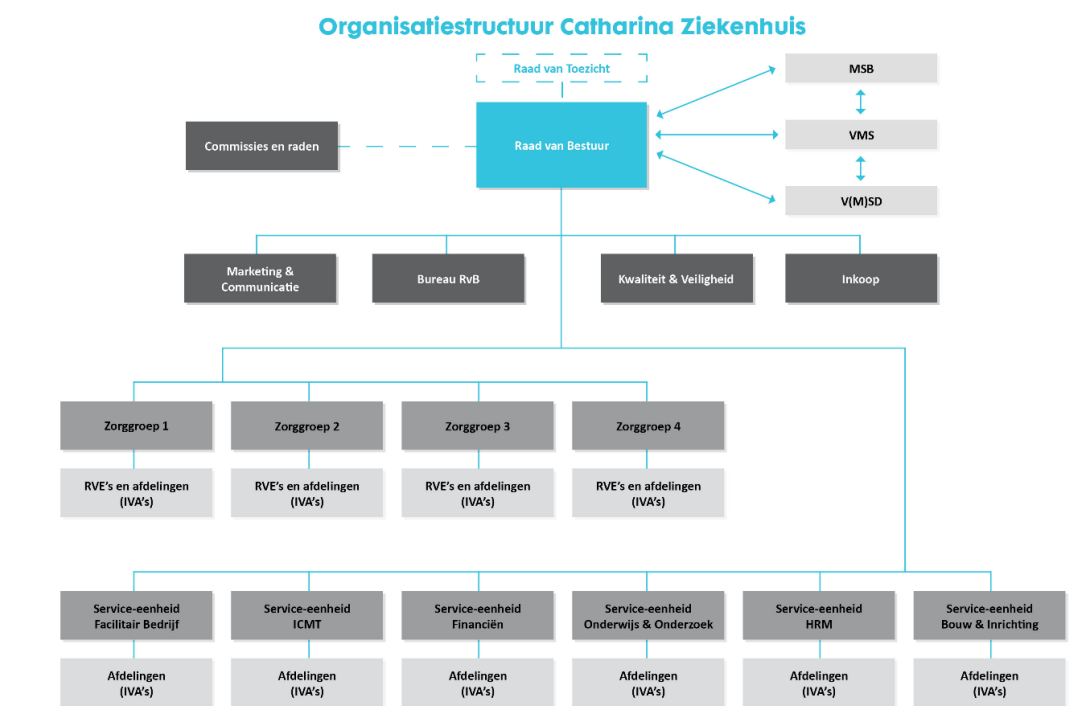 Organisatiestructuur Catharina Ziekenhuis
Raad van Toezicht
MSB
Commissies en raden
Raad van Bestuur
VMS
V(M)SD
Marketing &
Communicatie
Bureau RvB
Kwaliteit & Veiligheid
Inkoop
Zorggroep 1
Zorggroep 2
Zorggroep 3
Zorggroep 4
RVE’s en afdelingen
(IVA’s)
RVE’s en afdelingen
(IVA’s)
RVE’s en afdelingen
(IVA’s)
RVE’s en afdelingen
(IVA’s)
Service-eenheid
Facilitair Bedrijf
Service-eenheid
ICMT
Service-eenheid
Financiën
Service-eenheid
Onderwijs & Onderzoek
Service-eenheid
HRM
Service-eenheid
Bouw & Inrichting
Afdelingen
(IVA’s)
Afdelingen
(IVA’s)
Afdelingen
(IVA’s)
Afdelingen
(IVA’s)
Afdelingen
(IVA’s)
Afdelingen
(IVA’s)